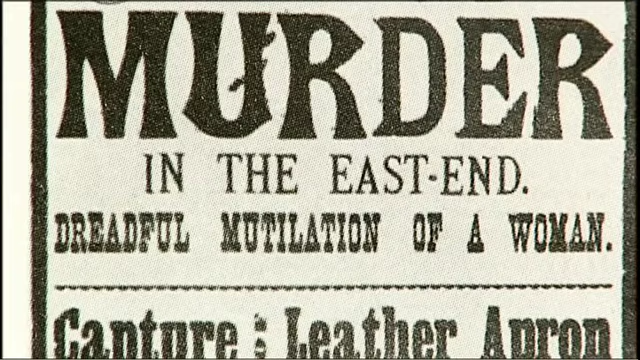 MURDER
IN THE EAST-END.
DREADFUL MUTILATION OF A WOMAN.
Capture : Leather Apron